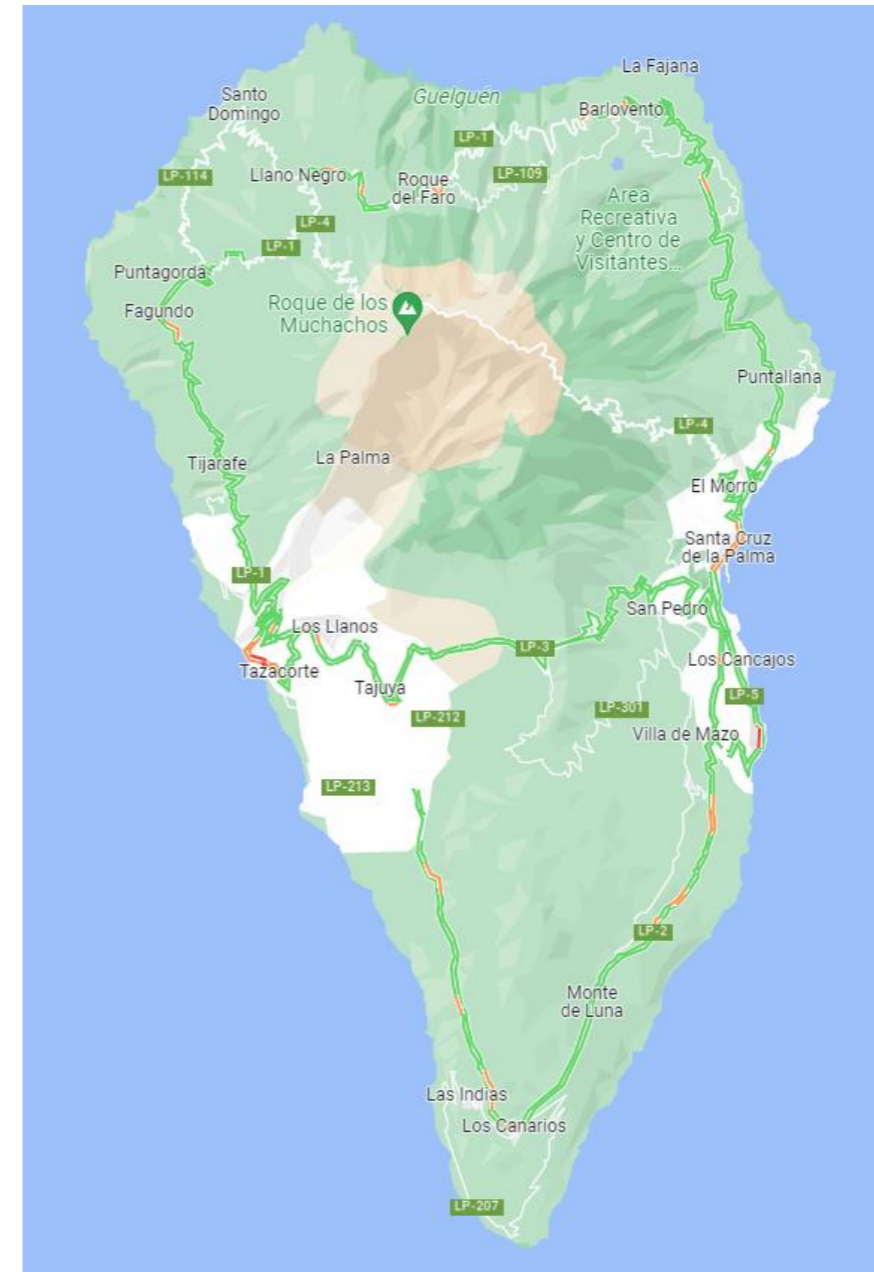 La Fajana
Santo
Domingo
Guelguén
Barlovento
LP-1
LP-114
Llano Negro
Roque
del Faro
LP-109
Area
Recreativa
y Centro de
Visitantes...
LP-4
LP-1
Puntagorda
Fagundo
Roque de los
Muchachos
Puntallana
LP-4
Tijarafe
La Palma
El Morro
Santa Cruz
de la Palma
LP-1
San Pedro
Los Llanos
LP-3
Los Cancajos
Tazacorte
Tajuya
LP-5
LP-212
LP-301
Villa de Mazo
LP-213
LP-2
Monte
de Luna
Las Indias
Los Canarios
LP-207